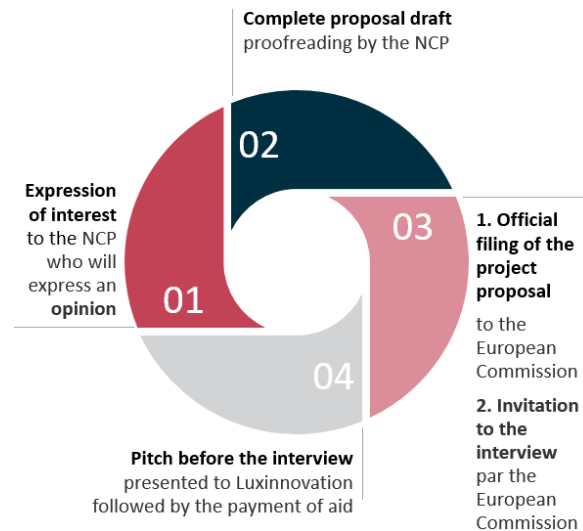 Complete proposal draft
proofreading by the NCP
02
Expression
of interest
to the NCP
who will
express an
opinion
01
03
1. Official
filing of the
project
proposal
to the
European
Commission
2. Invitation
to the
interview
par the
European
Commission
04
Pitch before the interview
presented to Luxinnovation
followed by the payment of aid